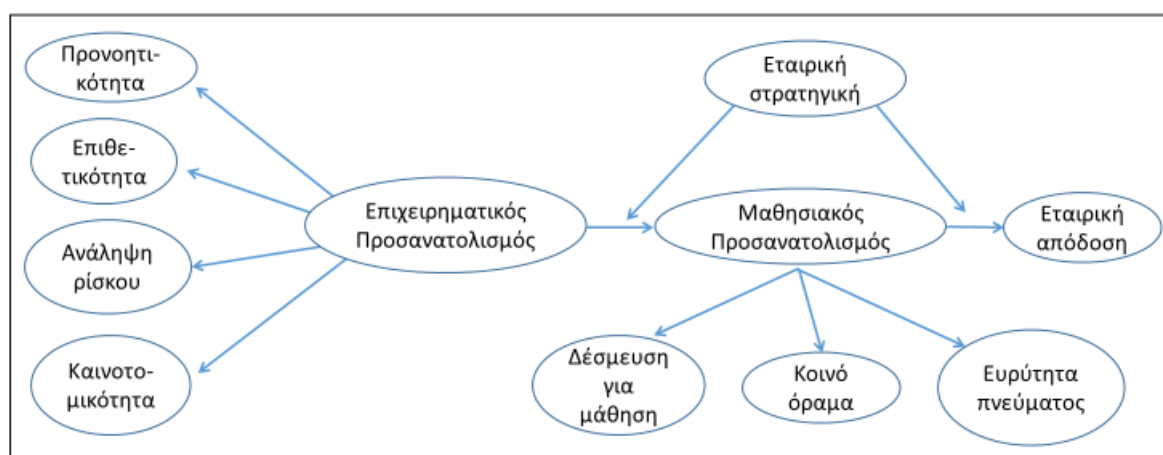 Προνοητι-
κότητα
Επιθε-
τικότητα
Ανάληψη
ρίσκου
Καινοτο-
μικότητα
Επιχειρηματικός
Προσανατολισμός
Εταιρική
στρατηγική
Μαθησιακός
Προσανατολισμός
Εταιρική
απόδοση
Δέσμευση
για
μάθηση
Κοινό
όραμα
Ευρύτητα
πνεύματος